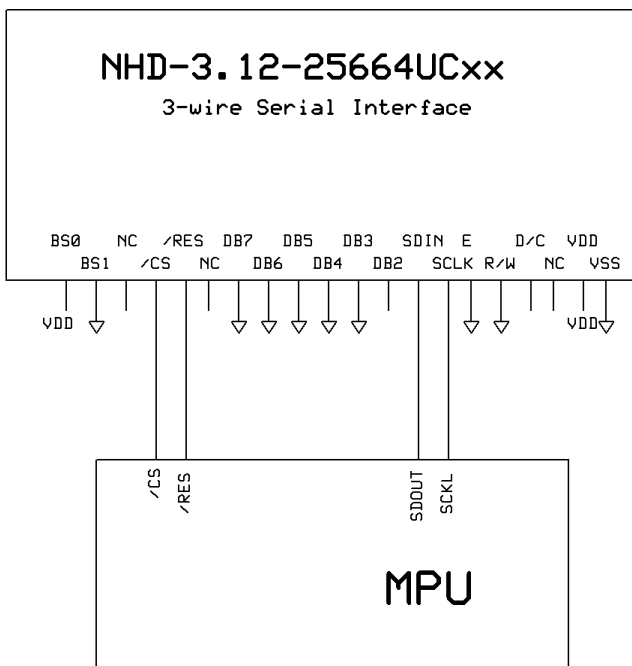 NHD-3.12-25664UCxx
3-wire Serial Interface
BS0 NC /RES DB7 DB5 DB3 SDIN E D/C VDD
BS1 /CS NC DB6 DB4 DB2 SCLK R/W NC VSS
VDD VDD
/CS /RES SDOUT SCKL
MPU